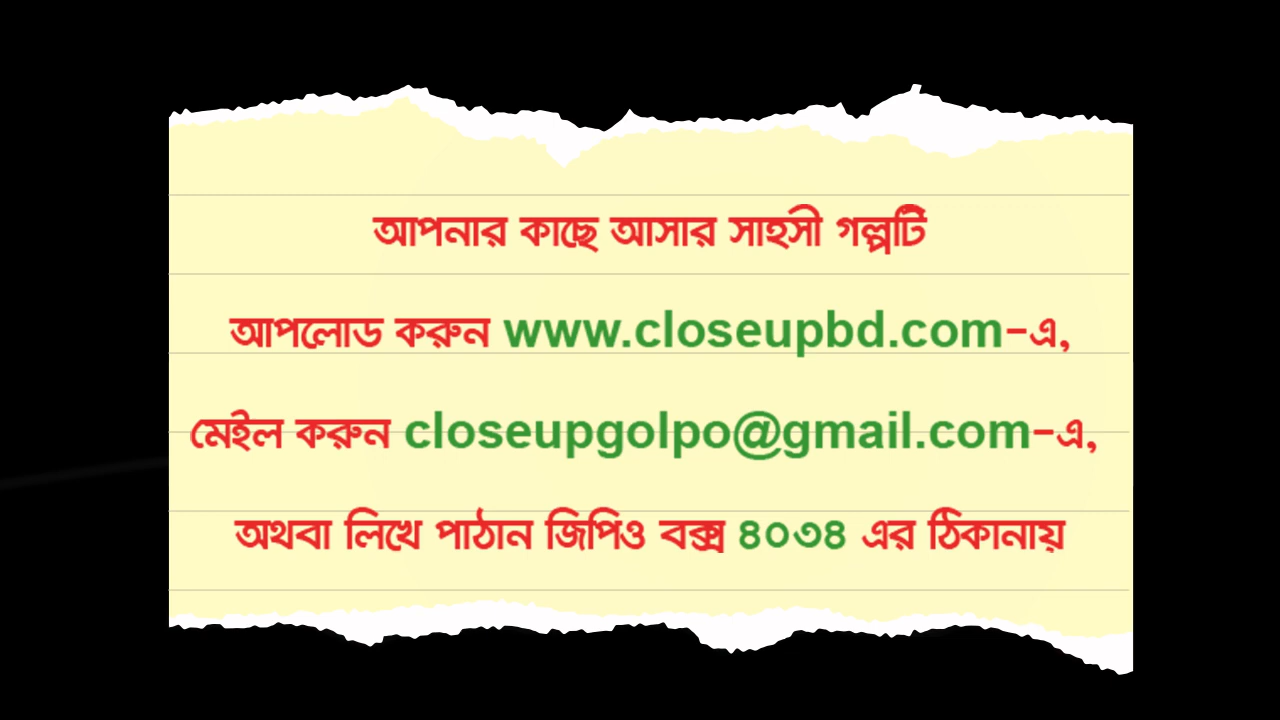 আপনার কাছে আসার সাহসী গল্পটি
আপলোড করুন www.closeupbd.com-এ,
মেইল করুন closeupgolpo@gmail.com-এ,
অথবা লিখে পাঠান জিপিও বক্স ৪০৩৪ এর ঠিকানায়